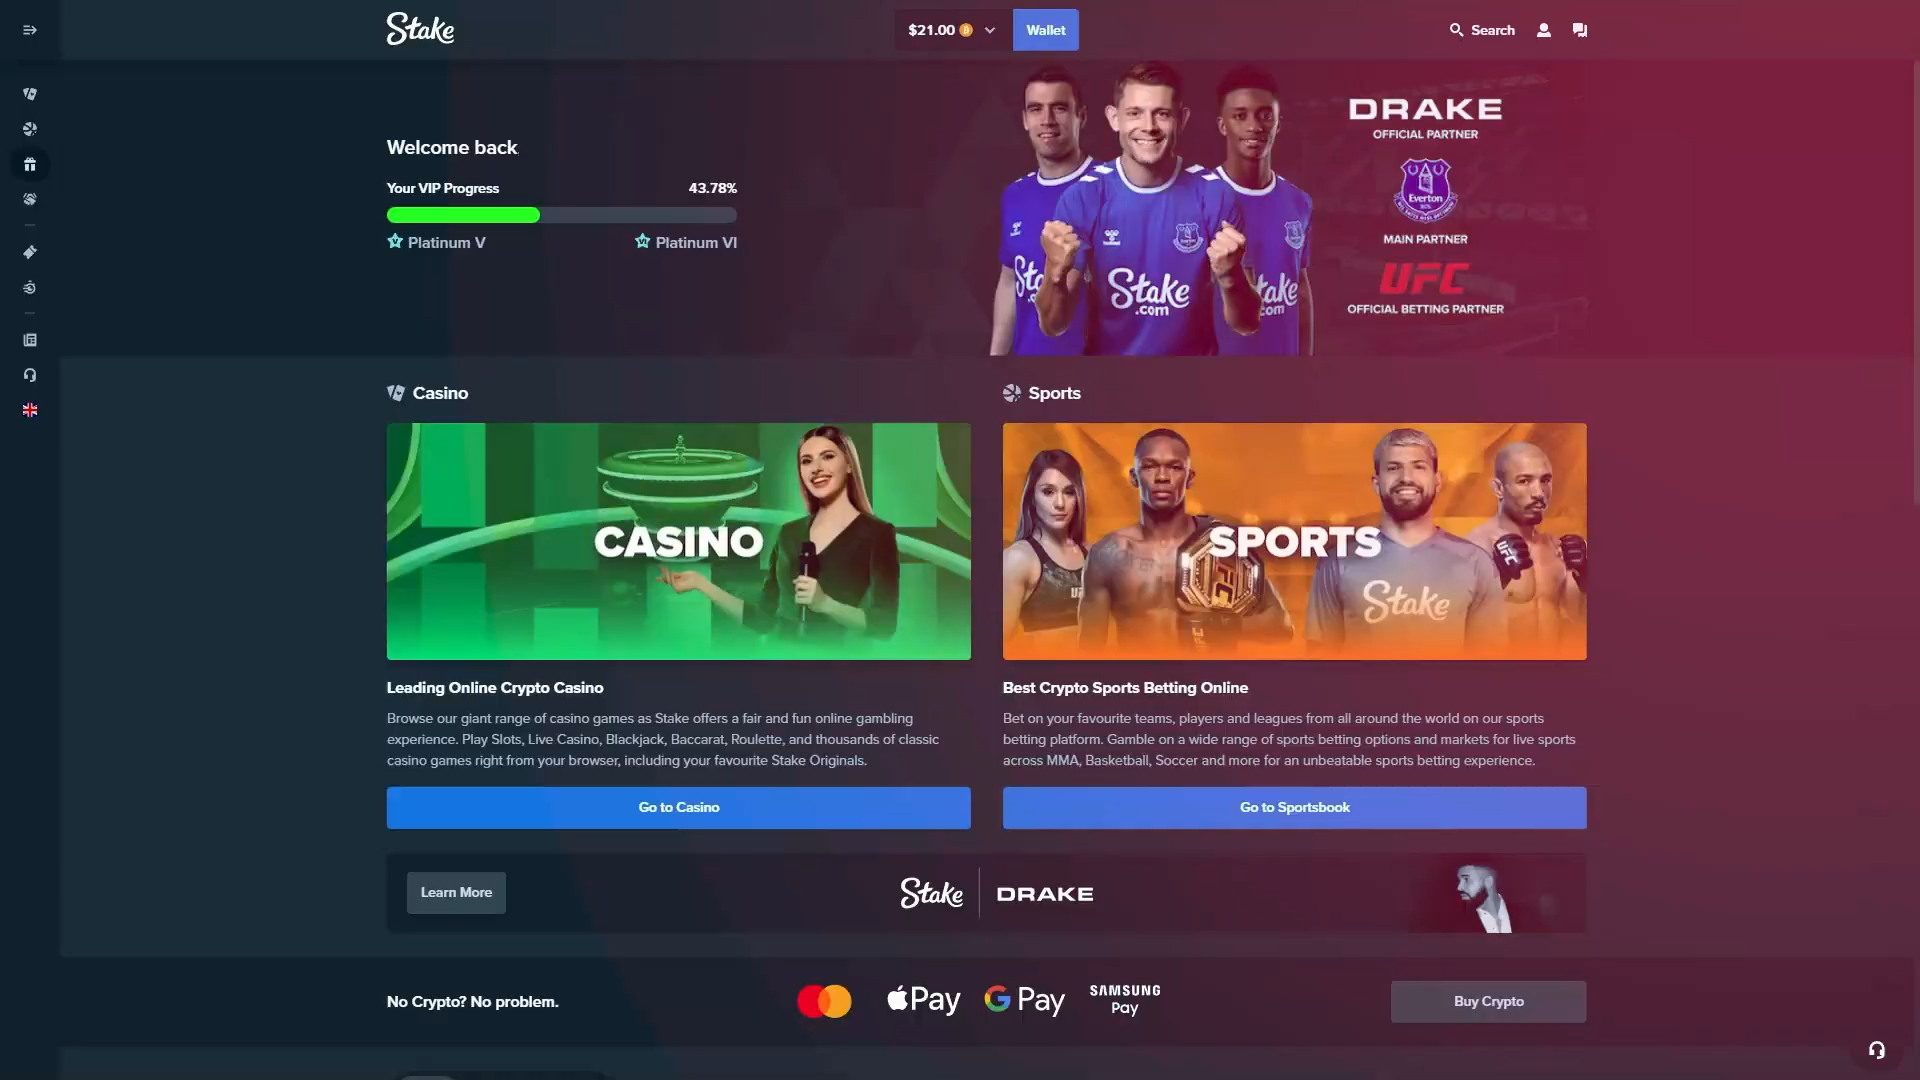 Stake
$21.00
Wallet
Search
Welcome back
Your VIP Progress
43.78%
Platinum V
Platinum VI
DRAKE
OFFICIAL PARTNER
Everton
MAIN PARTNER
UFC
OFFICIAL BETTING PARTNER
Stake
.com
Casino
Sports
CASINO
SPORTS
Stake
UFC
Leading Online Crypto Casino
Browse our giant range of casino games as Stake offers a fair and fun online gambling
experience. Play Slots, Live Casino, Blackjack, Baccarat, Roulette, and thousands of classic
casino games right from your browser, including your favourite Stake Originals.
Go to Casino
Best Crypto Sports Betting Online
Bet on your favourite teams, players and leagues from all around the world on our sports
betting platform. Gamble on a wide range of sports betting options and markets for live sports
across MMA, Basketball, Soccer and more for an unbeatable sports betting experience.
Go to Sportsbook
Learn More
Stake
DRAKE
No Crypto? No problem.
Pay
G Pay
SAMSUNG
Pay
Buy Crypto